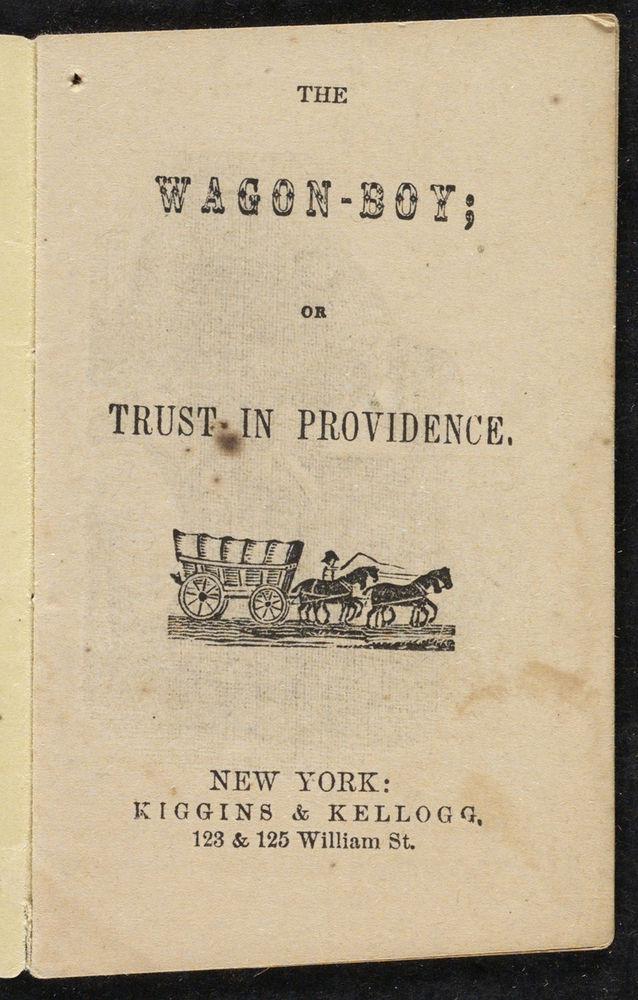 THE
WAGON-BOY;
OR
TRUST IN PROVIDENCE.
NEW YORK:
KIGGINS & KELLOGG,
123 & 125 William St.